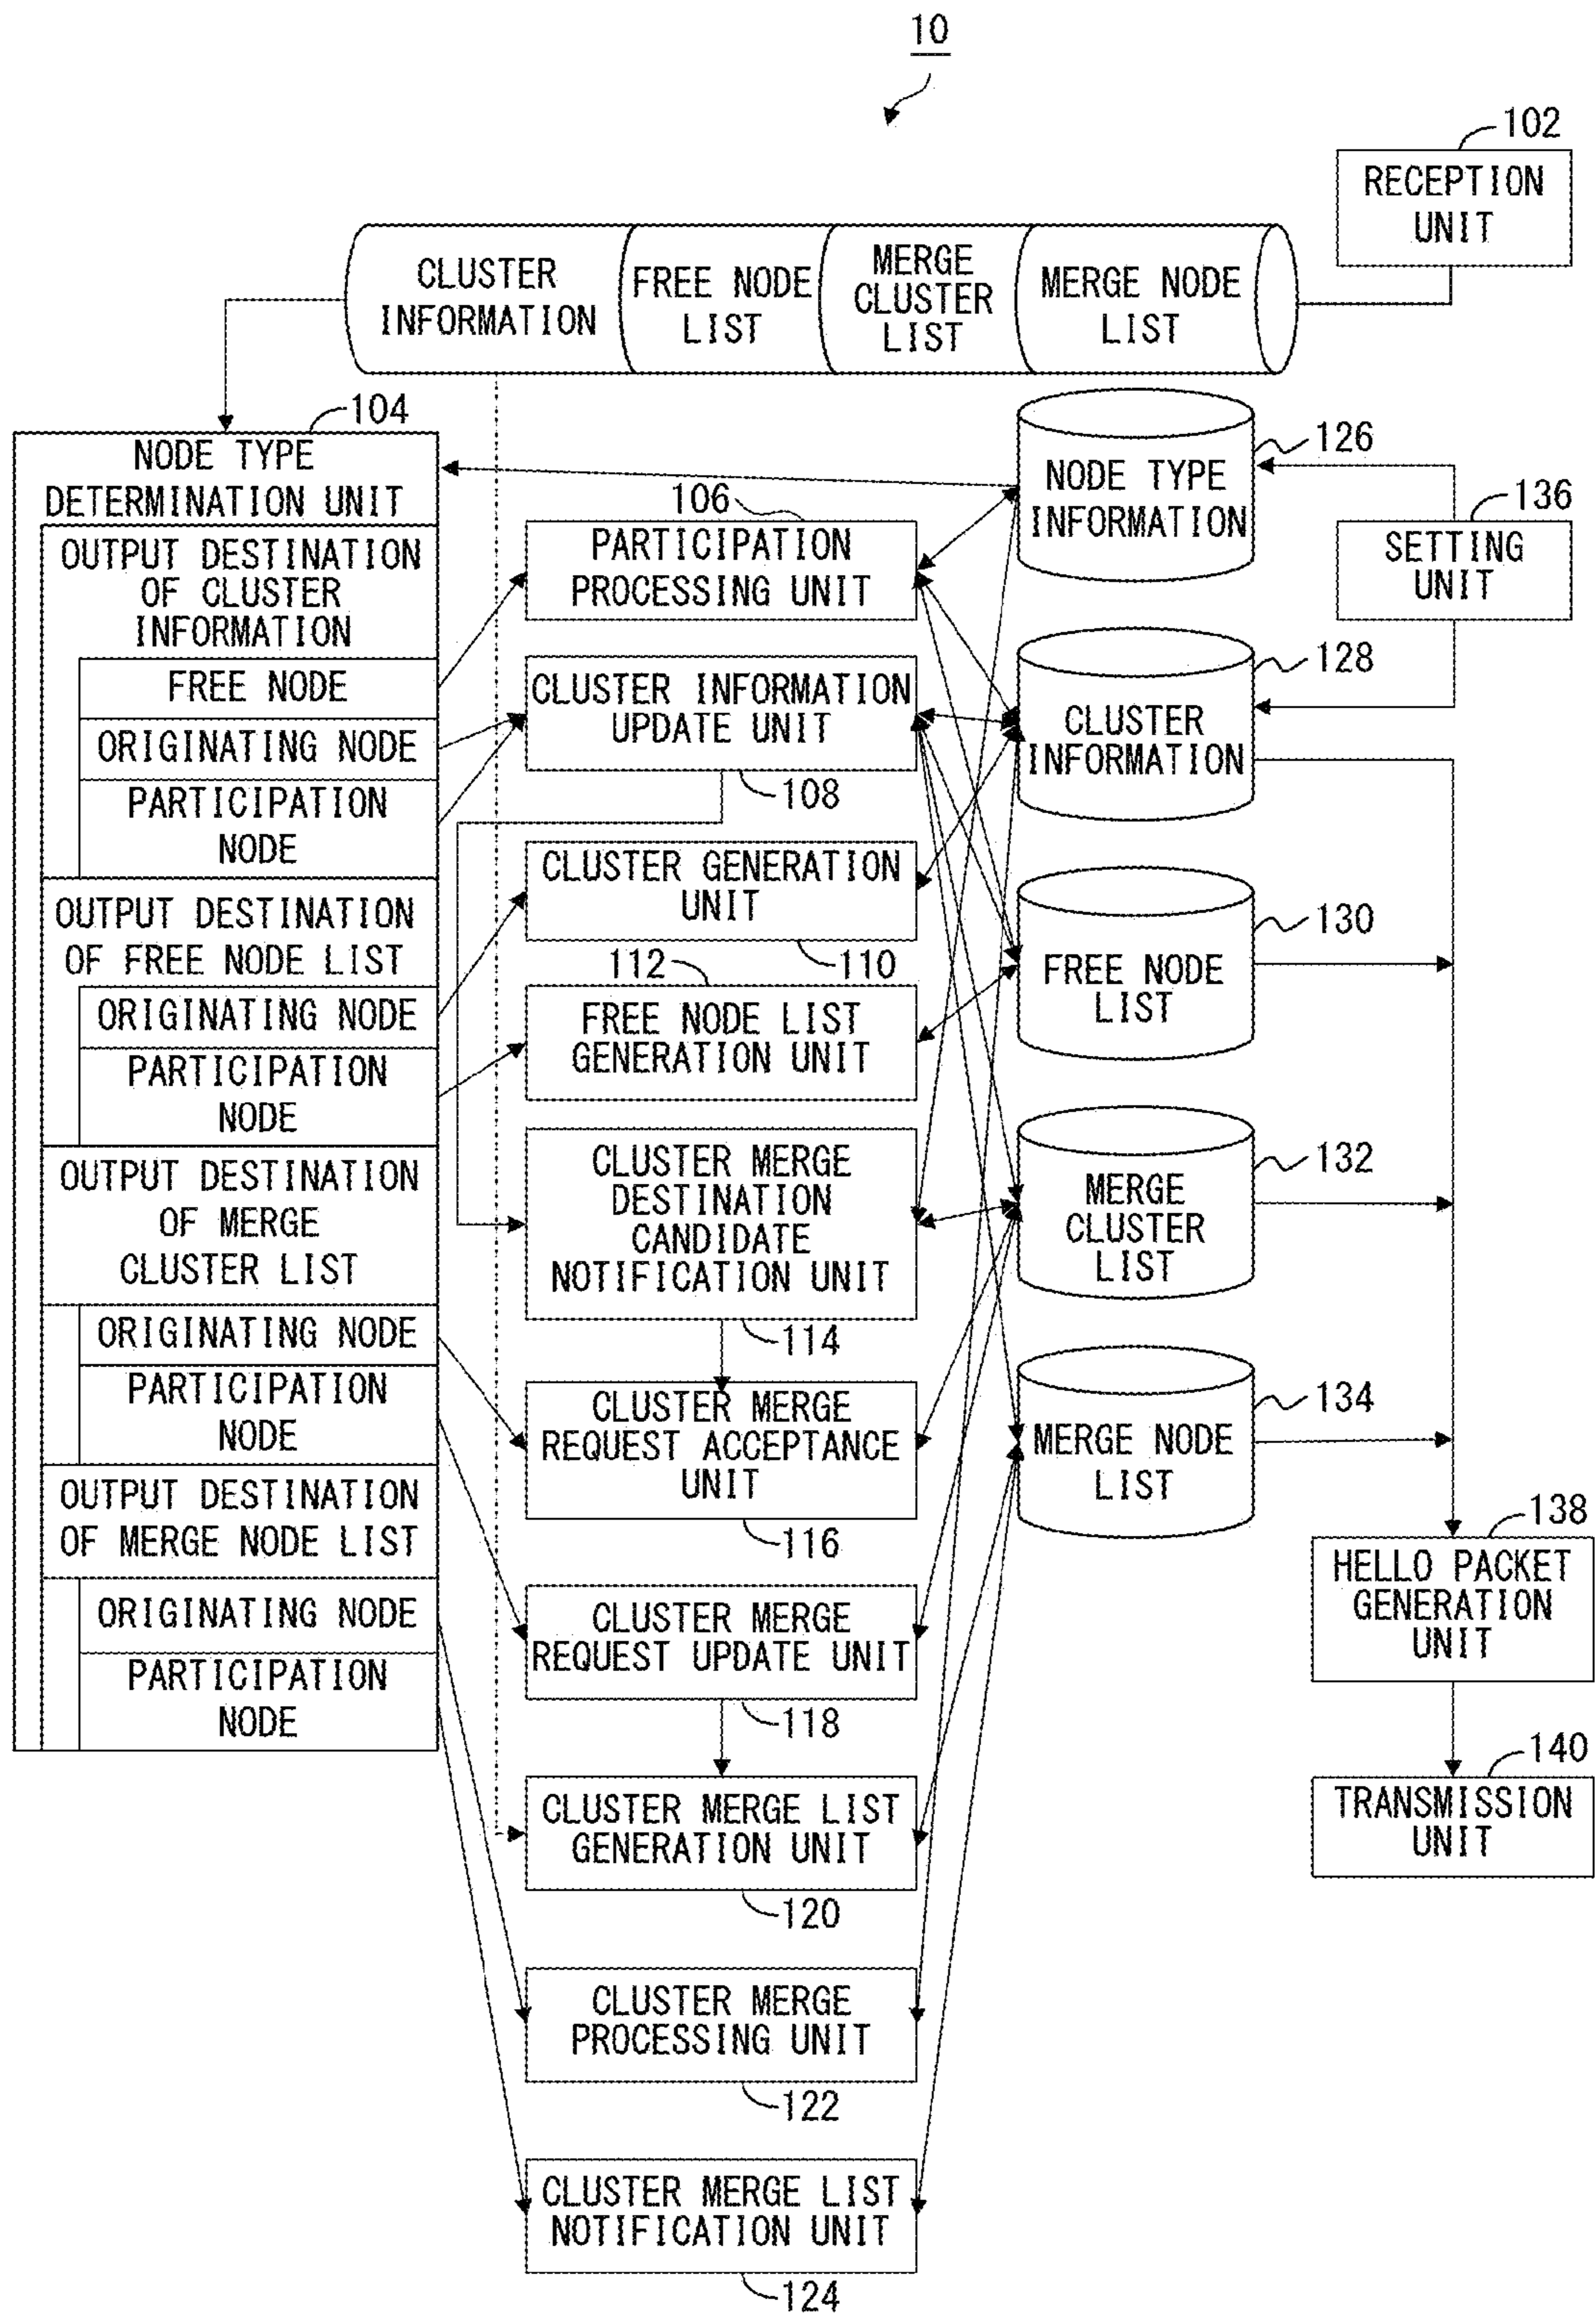 10
102
RECEPTION
UNIT
CLUSTER
INFORMATION
FREE NODE
LIST
MERGE
CLUSTER
LIST
MERGE NODE
LIST
104
NODE TYPE
DETERMINATION UNIT
OUTPUT DESTINATION
OF CLUSTER
INFORMATION
FREE NODE
ORIGINATING NODE
PARTICIPATION
NODE
OUTPUT DESTINATION
OF FREE NODE LIST
ORIGINATING NODE
PARTICIPATION
NODE
OUTPUT DESTINATION
OF MERGE
CLUSTER LIST
ORIGINATING NODE
PARTICIPATION
NODE
OUTPUT DESTINATION
OF MERGE NODE LIST
ORIGINATING NODE
PARTICIPATION
NODE
106
PARTICIPATION
PROCESSING UNIT
CLUSTER INFORMATION
UPDATE UNIT
108
CLUSTER GENERATION
UNIT
110
112
FREE NODE LIST
GENERATION UNIT
CLUSTER MERGE
DESTINATION
CANDIDATE
NOTIFICATION UNIT
114
CLUSTER MERGE
REQUEST ACCEPTANCE
UNIT
116
CLUSTER MERGE
REQUEST UPDATE UNIT
118
CLUSTER MERGE LIST
GENERATION UNIT
120
CLUSTER MERGE
PROCESSING UNIT
122
CLUSTER MERGE LIST
NOTIFICATION UNIT
124
126
NODE TYPE
INFORMATION
128
CLUSTER
INFORMATION
130
FREE NODE
LIST
132
MERGE
CLUSTER
LIST
134
MERGE NODE
LIST
136
SETTING
UNIT
138
HELLO PACKET
GENERATION
UNIT
140
TRANSMISSION
UNIT